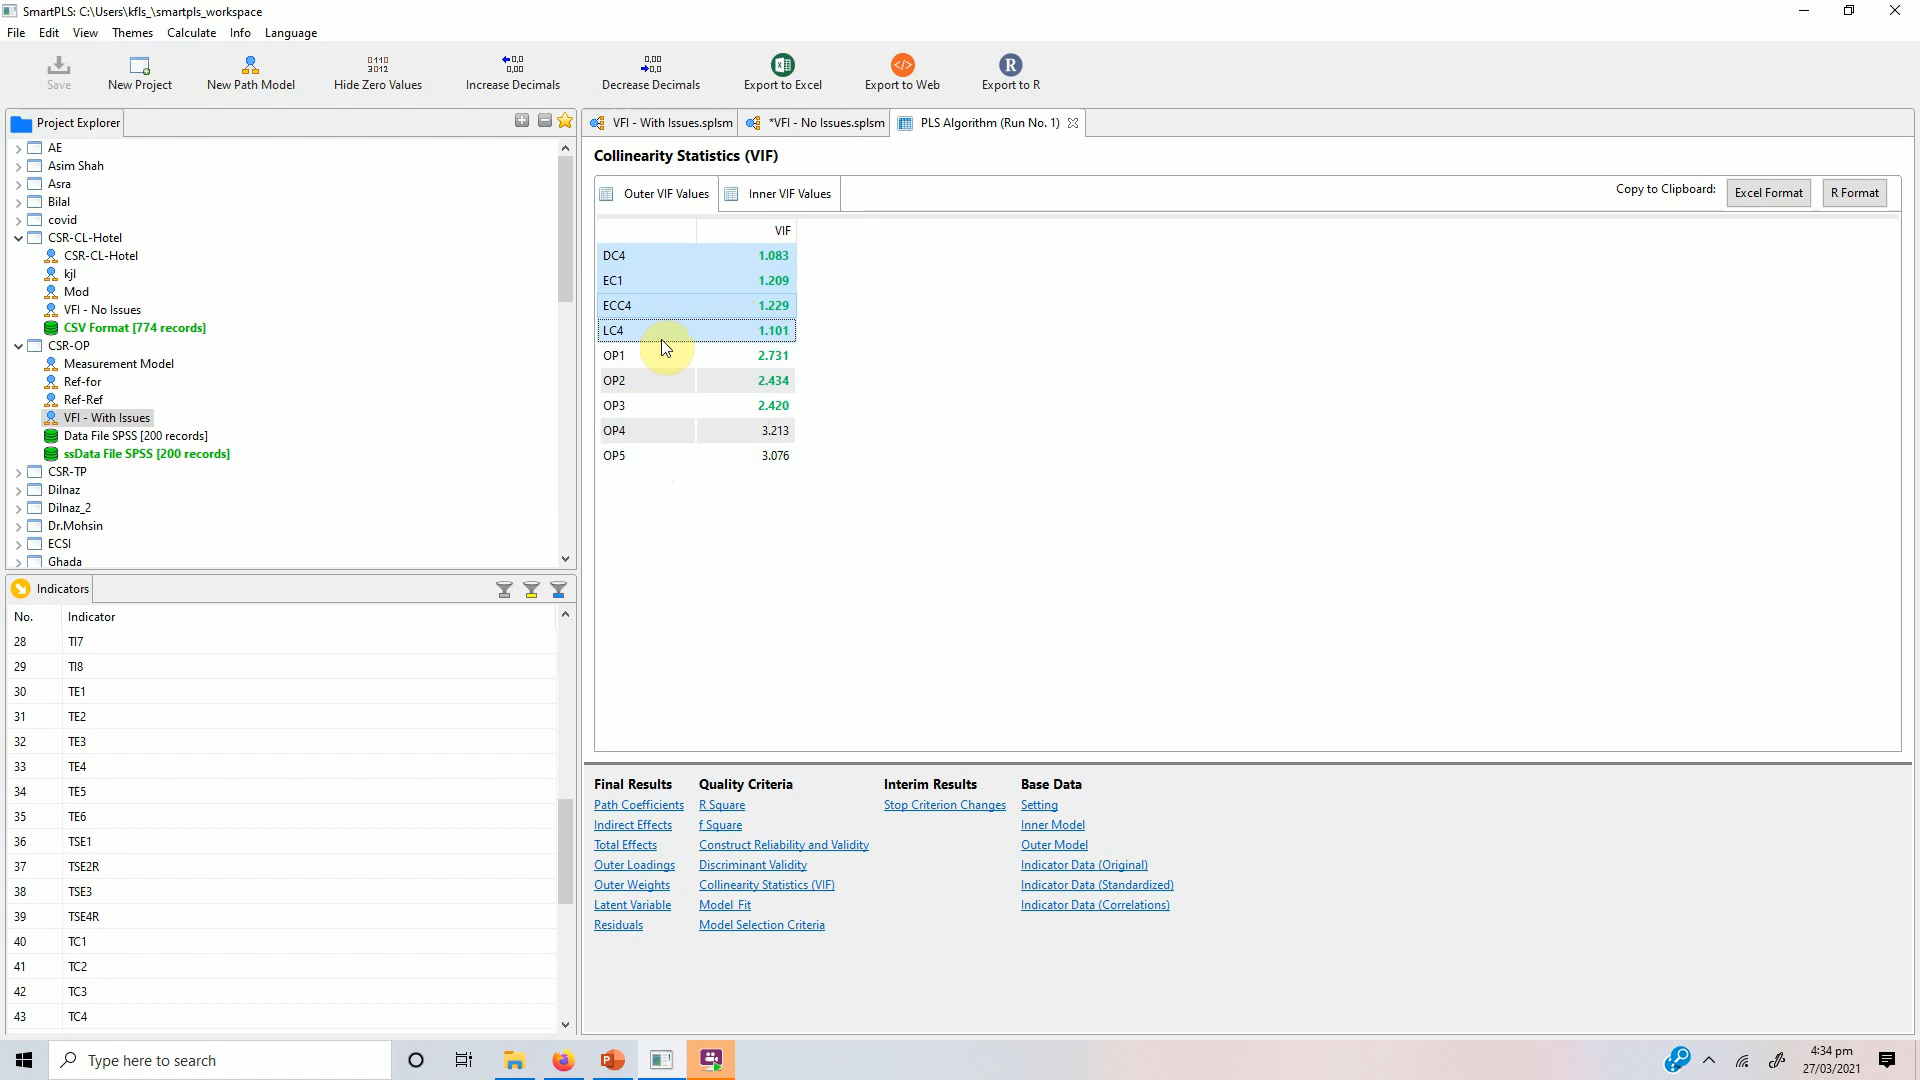 SmartPLS: C:\Users\kfls_\smartpls_workspace
File Edit View Themes Calculate Info Language
Save New Project New Path Model Hide Zero Values Increase Decimals Decrease Decimals Export to Excel Export to Web Export to R
Project Explorer
AE
Asim Shah
Asra
Bilal
covid
CSR-CL-Hotel
CSR-CL-Hotel
kjl
Mod
VFI - No Issues
CSV Format [774 records]
CSR-OP
Measurement Model
Ref-for
Ref-Ref
VFI - With Issues
Data File SPSS [200 records]
ssData File SPSS [200 records]
CSR-TP
Dilnaz
Dilnaz_2
Dr.Mohsin
ECSI
Ghada
Indicators
No. Indicator
28 TI7
29 TI8
30 TE1
31 TE2
32 TE3
33 TE4
34 TE5
35 TE6
36 TSE1
37 TSE2R
38 TSE3
39 TSE4R
40 TC1
41 TC2
42 TC3
43 TC4
VFI - With Issues.splsm *VFI - No Issues.splsm PLS Algorithm (Run No. 1)
Collinearity Statistics (VIF)
Outer VIF Values Inner VIF Values Copy to Clipboard: Excel Format R Format
VIF
DC4 1.083
EC1 1.209
ECC4 1.229
LC4 1.101
OP1 2.731
OP2 2.434
OP3 2.420
OP4 3.213
OP5 3.076
Final Results
Path Coefficients
Indirect Effects
Total Effects
Outer Loadings
Outer Weights
Latent Variable
Residuals
Quality Criteria
R Square
f Square
Construct Reliability and Validity
Discriminant Validity
Collinearity Statistics (VIF)
Model_Fit
Model Selection Criteria
Interim Results
Stop Criterion Changes
Base Data
Setting
Inner Model
Outer Model
Indicator Data (Original)
Indicator Data (Standardized)
Indicator Data (Correlations)
Type here to search
4:34 pm
27/03/2021